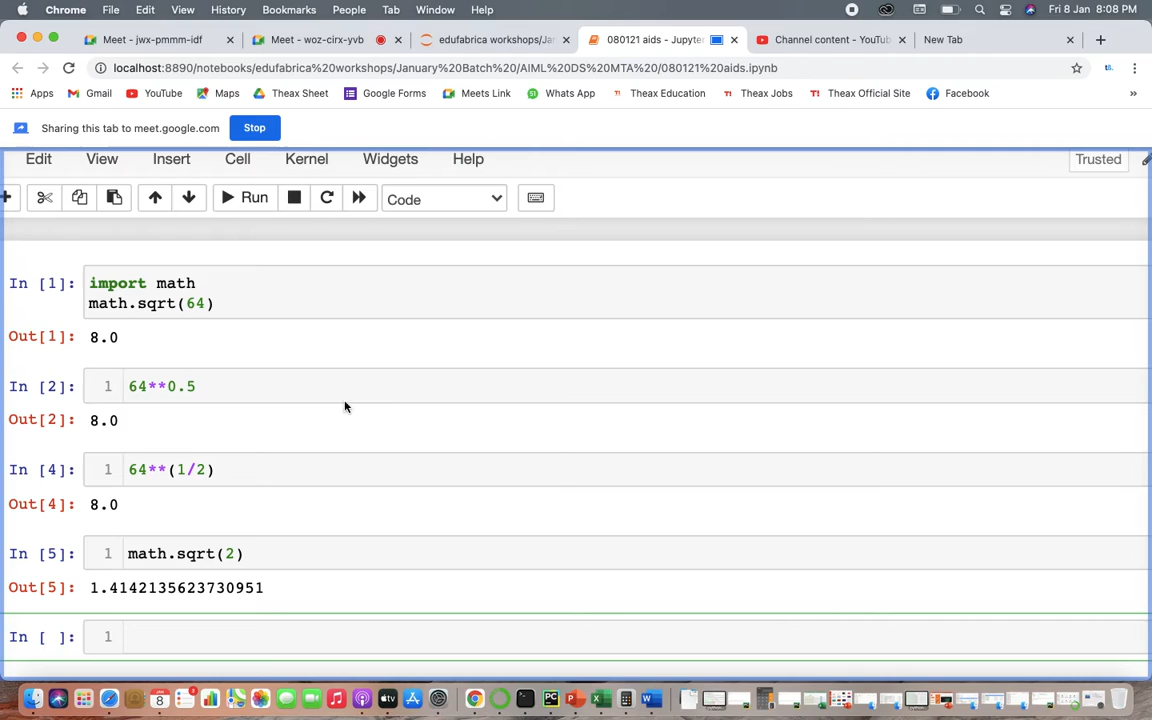 Chrome File Edit View History Bookmarks People Tab Window Help Fri 8 Jan 8:08 PM
Meet - jwx-pmmm-idf Meet - woz-cirx-yvb edufabrica workshops/Jan 080121 aids - Jupyter Channel content - YouTub New Tab
localhost:8890/notebooks/edufabrica%20workshops/January%20Batch%20/AIML%20DS%20MTA%20/080121%20aids.ipynb
Apps Gmail YouTube Maps Theax Sheet Google Forms Meets Link Whats App Theax Education Theax Jobs Theax Official Site Facebook »
Sharing this tab to meet.google.com Stop
Edit View Insert Cell Kernel Widgets Help Trusted
Run Code
In [1]: import math
math.sqrt(64)
Out[1]: 8.0
In [2]: 1 64**0.5
Out[2]: 8.0
In [4]: 1 64**(1/2)
Out[4]: 8.0
In [5]: 1 math.sqrt(2)
Out[5]: 1.4142135623730951
In [ ]: 1